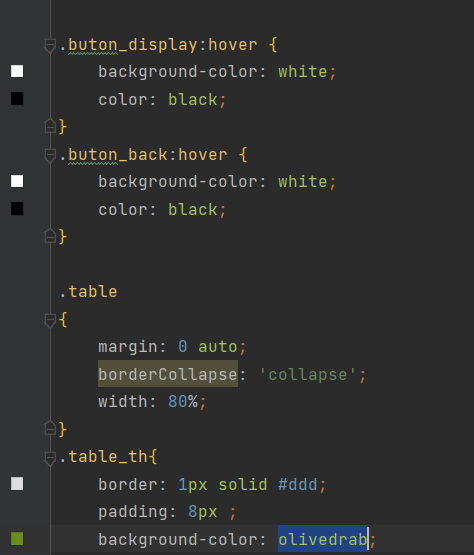 .buton_display:hover {
background-color: white;
color: black;
}
.buton_back:hover {
background-color: white;
color: black;
}
.table
{
margin: 0 auto;
borderCollapse: 'collapse';
width: 80%;
}
.table_th{
border: 1px solid #ddd;
padding: 8px ;
background-color: olivedrab;